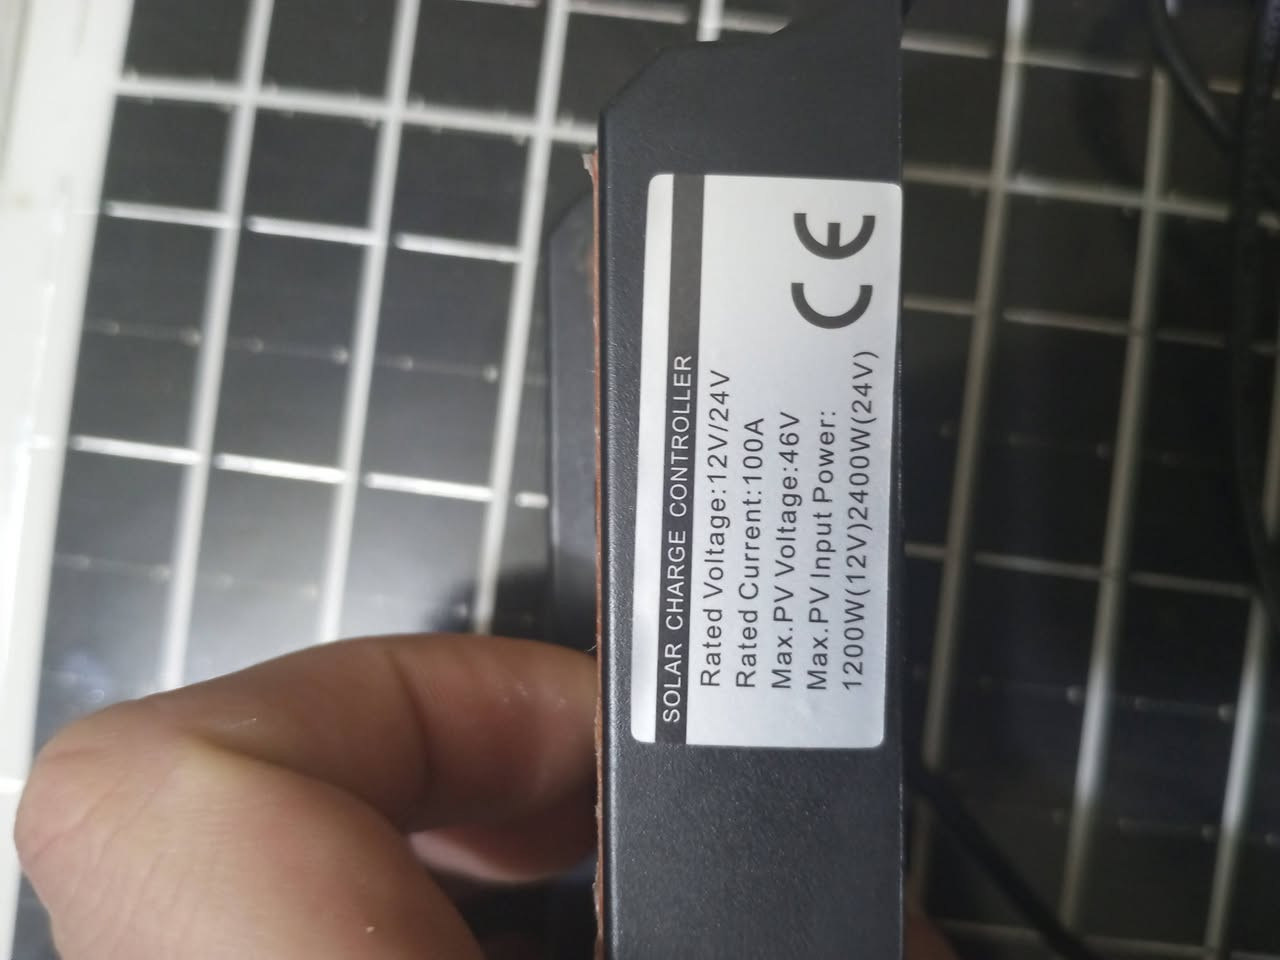 SOLAR CHARGE CONTROLLER
Rated Voltage:12V/24V
Rated Current:100A
Max.PV Voltage:46V
Max.PV Input Power:
1200W(12V)2400W(24V)
CE